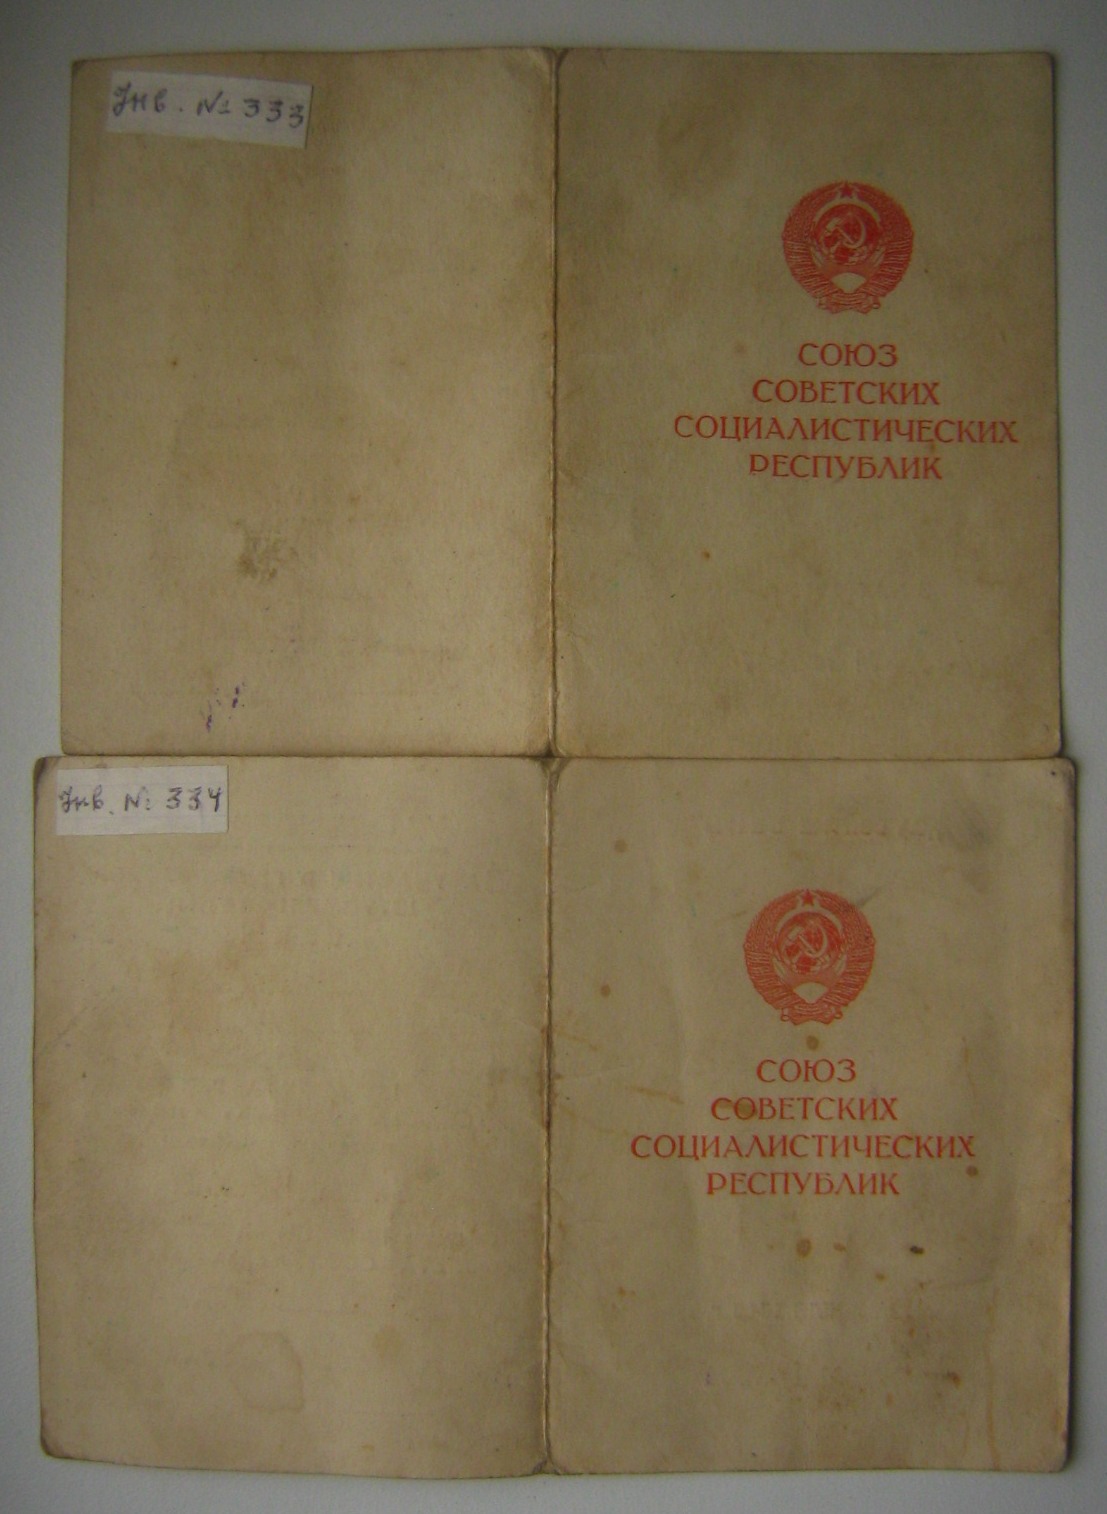 Инв. № 333
СОЮЗ
СОВЕТСКИХ
СОЦИАЛИСТИЧЕСКИХ
РЕСПУБЛИК
Инв. № 334
СОЮЗ
СОВЕТСКИХ
СОЦИАЛИСТИЧЕСКИХ
РЕСПУБЛИК